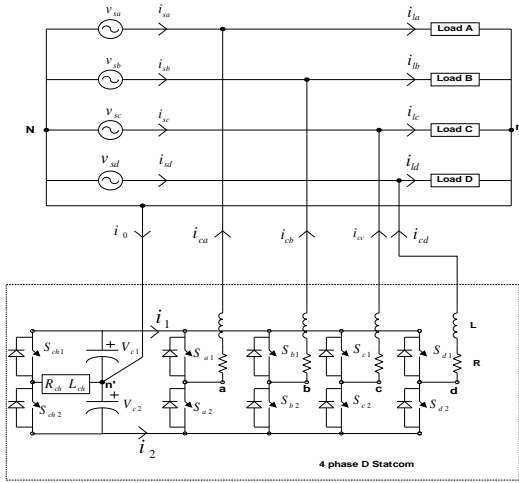 v_sa i_sa i_la Load A
v_sb i_sb i_lb Load B
N v_sc i_sc i_lc Load C n
v_sd i_sd i_ld Load D
i_0 i_ca i_cb i_cc i_cd
i_1 L
S_ch1 + V_c1 S_a1 S_b1 S_c1 S_d1 R
R_ch L_ch n' a b c d
S_ch2 + V_c2 S_a2 S_b2 S_c2 S_d2
i_2
4 phase D Statcom